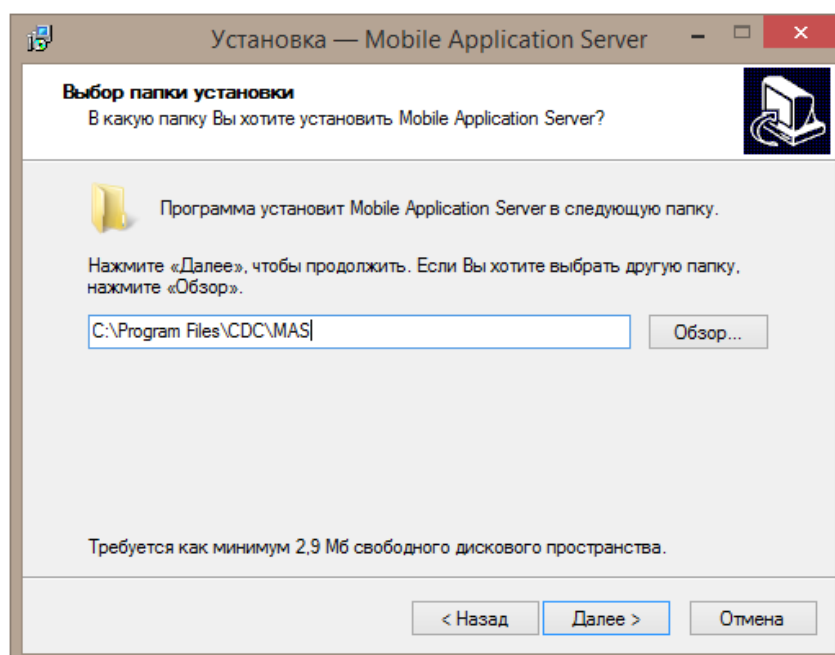 Установка — Mobile Application Server
Выбор папки установки
В какую папку Вы хотите установить Mobile Application Server?
Программа установит Mobile Application Server в следующую папку.
Нажмите «Далее», чтобы продолжить. Если Вы хотите выбрать другую папку,
нажмите «Обзор».
C:\Program Files\CDC\MAS
Обзор...
Требуется как минимум 2,9 Мб свободного дискового пространства.
< Назад
Далее >
Отмена